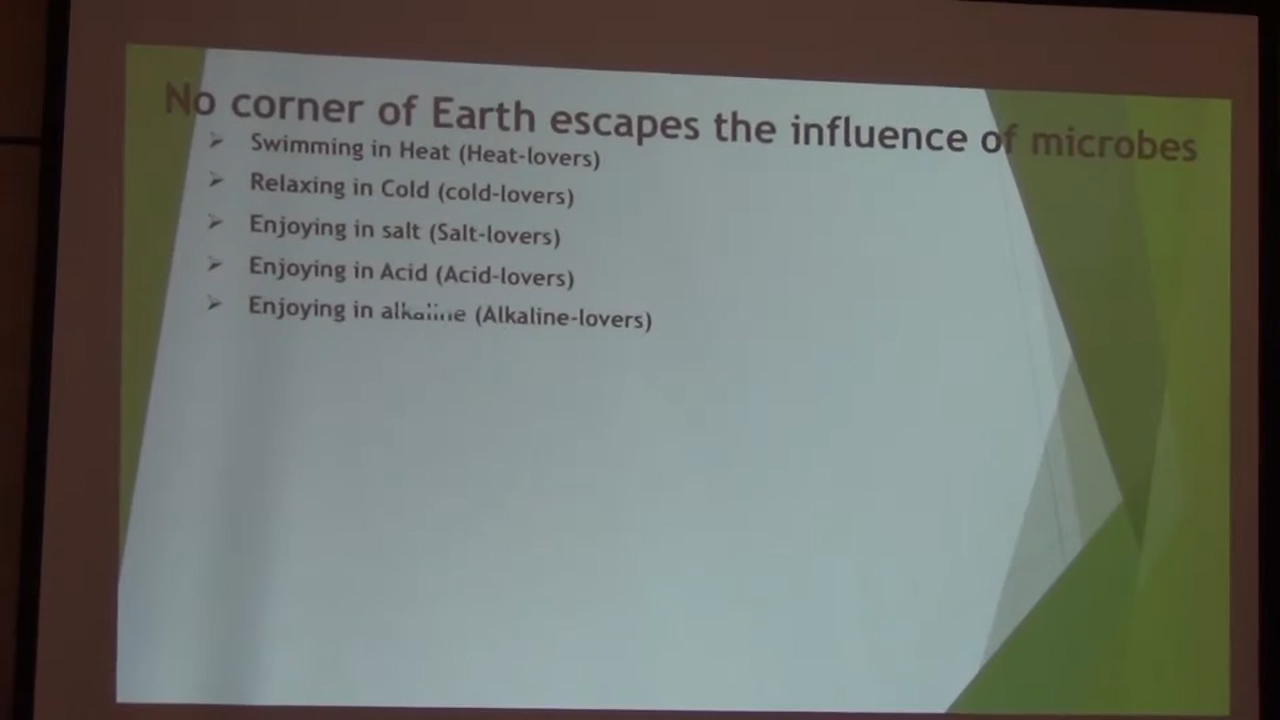 No corner of Earth escapes the influence of microbes
➢ Swimming in Heat (Heat-lovers)
➢ Relaxing in Cold (cold-lovers)
➢ Enjoying in salt (Salt-lovers)
➢ Enjoying in Acid (Acid-lovers)
➢ Enjoying in alkaline (Alkaline-lovers)